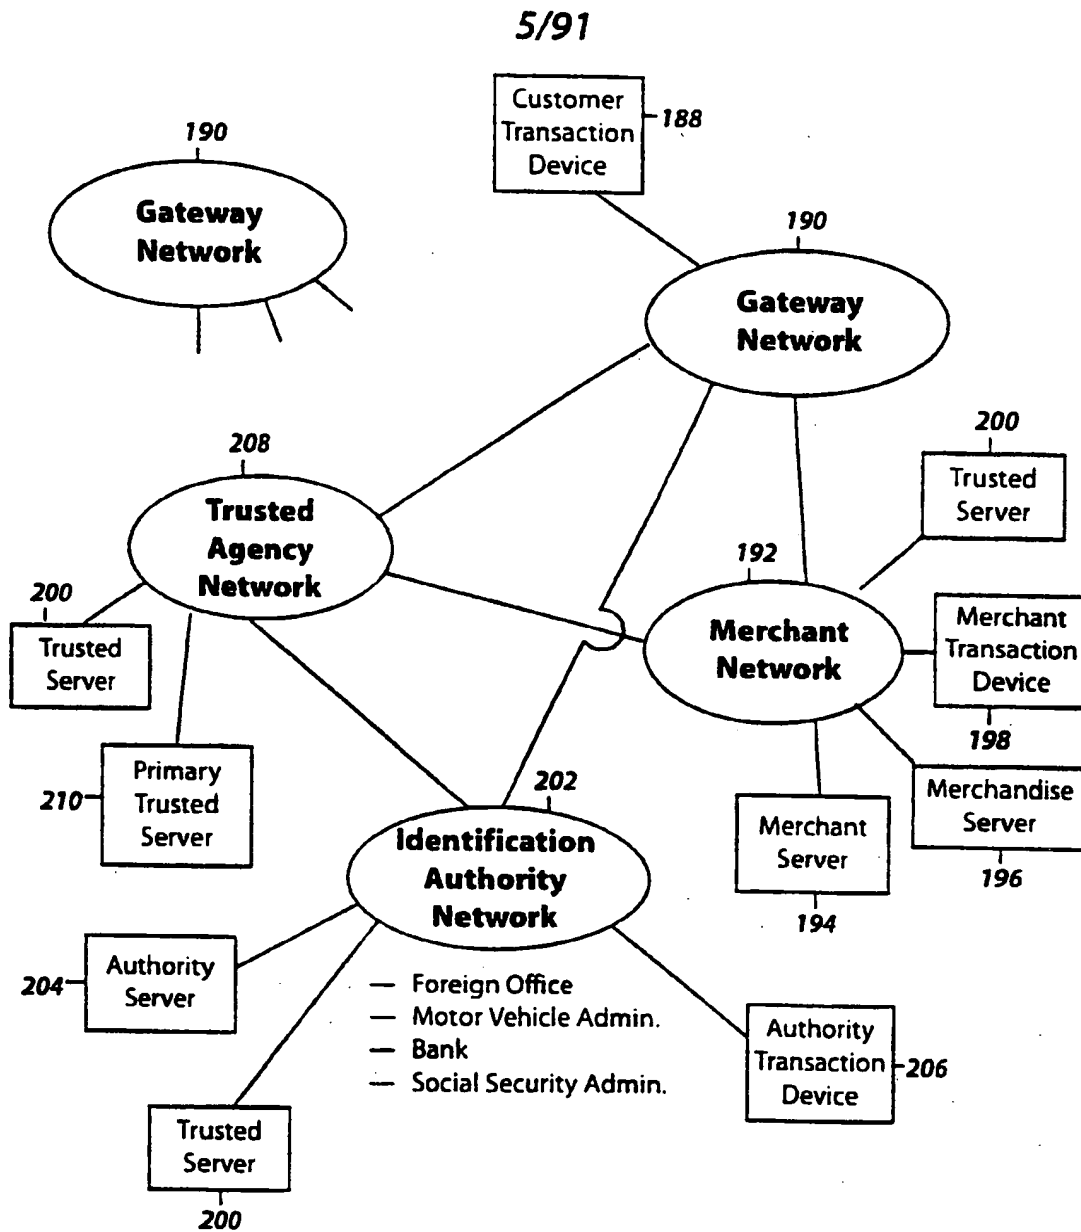 5/91
Customer
Transaction
Device
188
190
Gateway
Network
190
Gateway
Network
208
Trusted
Agency
Network
200
Trusted
Server
192
Merchant
Network
200
Trusted
Server
Merchant
Transaction
Device
198
210
Primary
Trusted
Server
202
Identification
Authority
Network
Merchant
Server
194
Merchandise
Server
196
204
Authority
Server
— Foreign Office
— Motor Vehicle Admin.
— Bank
— Social Security Admin.
Authority
Transaction
Device
206
Trusted
Server
200